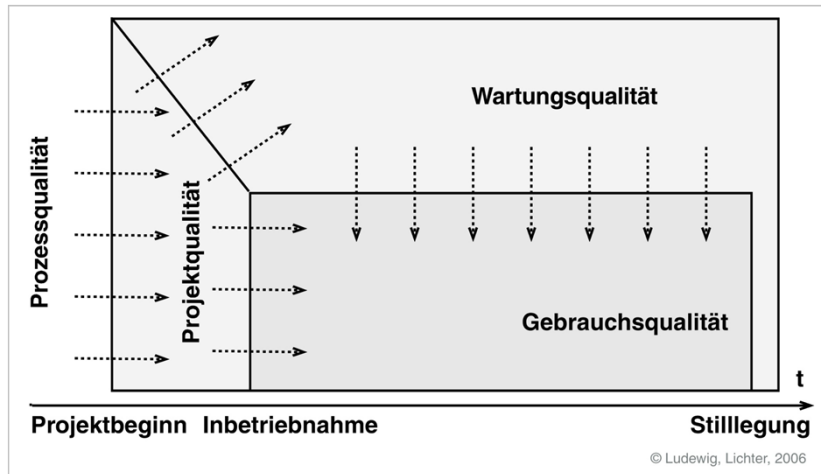 Wartungsqualität
Prozessqualität
Projektqualität
Gebrauchsqualität
t
Projektbeginn Inbetriebnahme Stilllegung
© Ludewig, Lichter, 2006